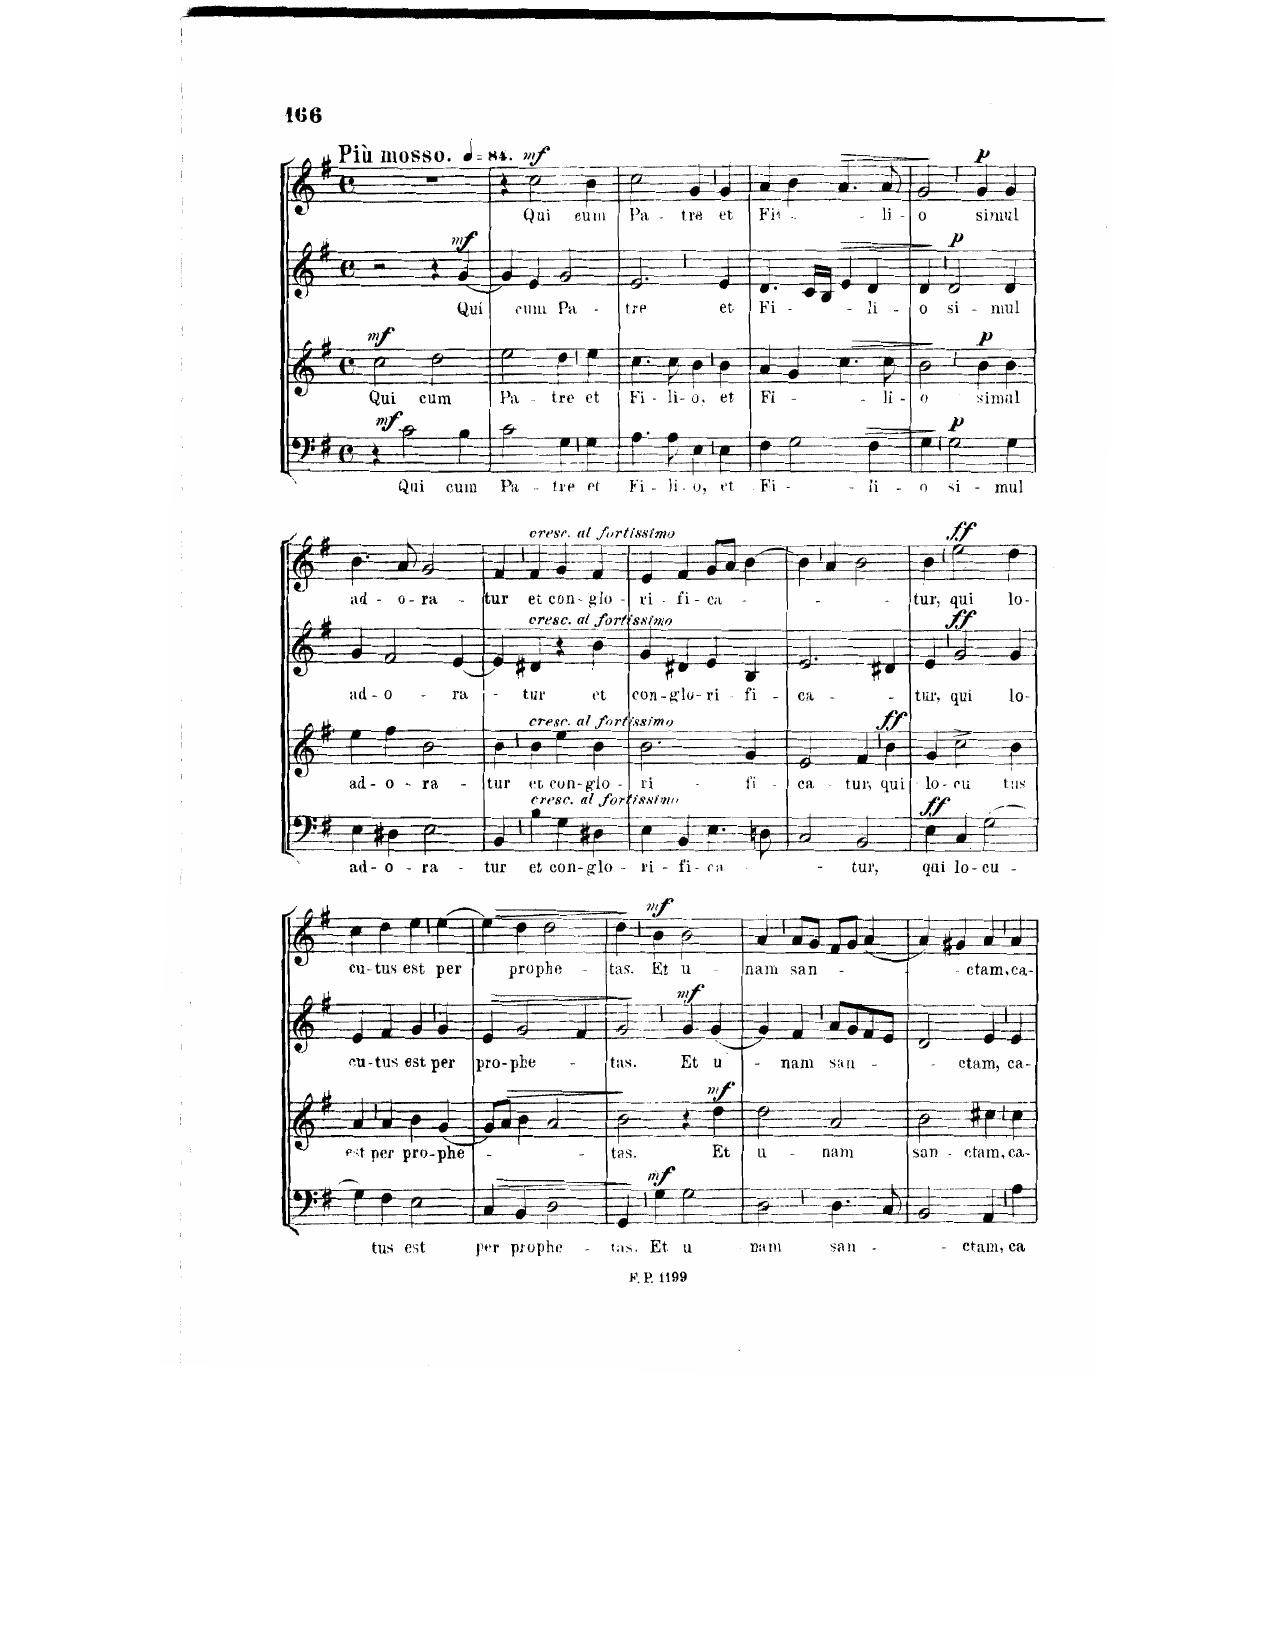 166
Più mosso. = 84. mf
Qui cum Pa - tre et Fi - - li - o simul
mf p
Qui cum Pa - tre et Fi - - li - o si - mul
mf p
Qui cum Pa - tre et Fi - li - o, et Fi - - li - o simul
mf p
Qui cum Pa - tre et Fi - li - o, et Fi - - li - o si - mul
cresc. al fortissimo ff
ad - o - ra - tur et con - glo - ri - fi - ca - - - tur, qui lo-
cresc. al fortissimo ff
ad - o - ra - tur et con - glo - ri - fi - ca - - tur, qui lo-
cresc. al fortissimo ff
ad - o - ra - tur et con - glo - ri - fi - ca - tur, qui lo - cu tus
cresc. al fortissimo ff
ad - o - ra - tur et con - glo - ri - fi - ca - tur, qui lo - cu -
mf
cu - tus est per prophe - tas. Et u - nam san - - - ctam, ca-
mf
cu - tus est per pro - phe - tas. Et u - nam san - - ctam, ca-
mf
est per pro - phe - - - tas. Et u - nam san - ctam, ca-
mf
tus est per prophe - tas. Et u nam san - - ctam, ca
F. P. 1199